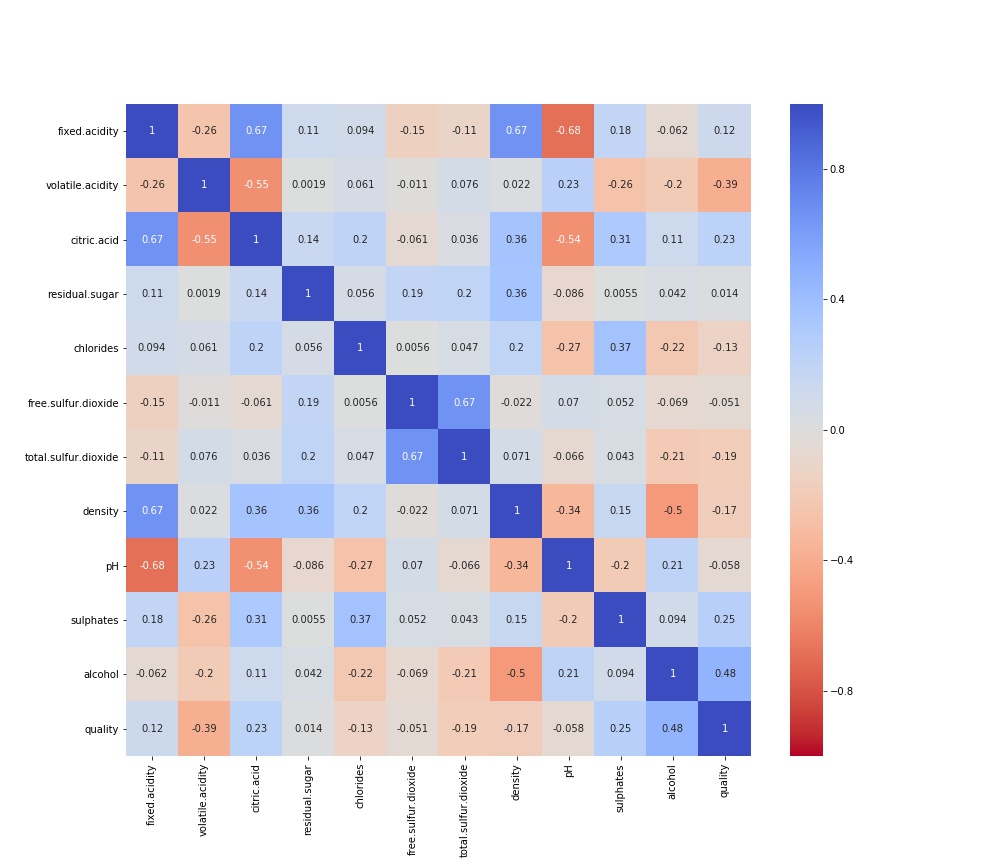 fixed.acidity 1 -0.26 0.67 0.11 0.094 -0.15 -0.11 0.67 -0.68 0.18 -0.062 0.12
volatile.acidity -0.26 1 -0.55 0.0019 0.061 -0.011 0.076 0.022 0.23 -0.26 -0.2 -0.39
citric.acid 0.67 -0.55 1 0.14 0.2 -0.061 0.036 0.36 -0.54 0.31 0.11 0.23
residual.sugar 0.11 0.0019 0.14 1 0.056 0.19 0.2 0.36 -0.086 0.0055 0.042 0.014
chlorides 0.094 0.061 0.2 0.056 1 0.0056 0.047 0.2 -0.27 0.37 -0.22 -0.13
free.sulfur.dioxide -0.15 -0.011 -0.061 0.19 0.0056 1 0.67 -0.022 0.07 0.052 -0.069 -0.051
total.sulfur.dioxide -0.11 0.076 0.036 0.2 0.047 0.67 1 0.071 -0.066 0.043 -0.21 -0.19
density 0.67 0.022 0.36 0.36 0.2 -0.022 0.071 1 -0.34 0.15 -0.5 -0.17
pH -0.68 0.23 -0.54 -0.086 -0.27 0.07 -0.066 -0.34 1 -0.2 0.21 -0.058
sulphates 0.18 -0.26 0.31 0.0055 0.37 0.052 0.043 0.15 -0.2 1 0.094 0.25
alcohol -0.062 -0.2 0.11 0.042 -0.22 -0.069 -0.21 -0.5 0.21 0.094 1 0.48
quality 0.12 -0.39 0.23 0.014 -0.13 -0.051 -0.19 -0.17 -0.058 0.25 0.48 1
fixed.acidity
volatile.acidity
citric.acid
residual.sugar
chlorides
free.sulfur.dioxide
total.sulfur.dioxide
density
pH
sulphates
alcohol
quality
0.8
0.4
0.0
−0.4
−0.8